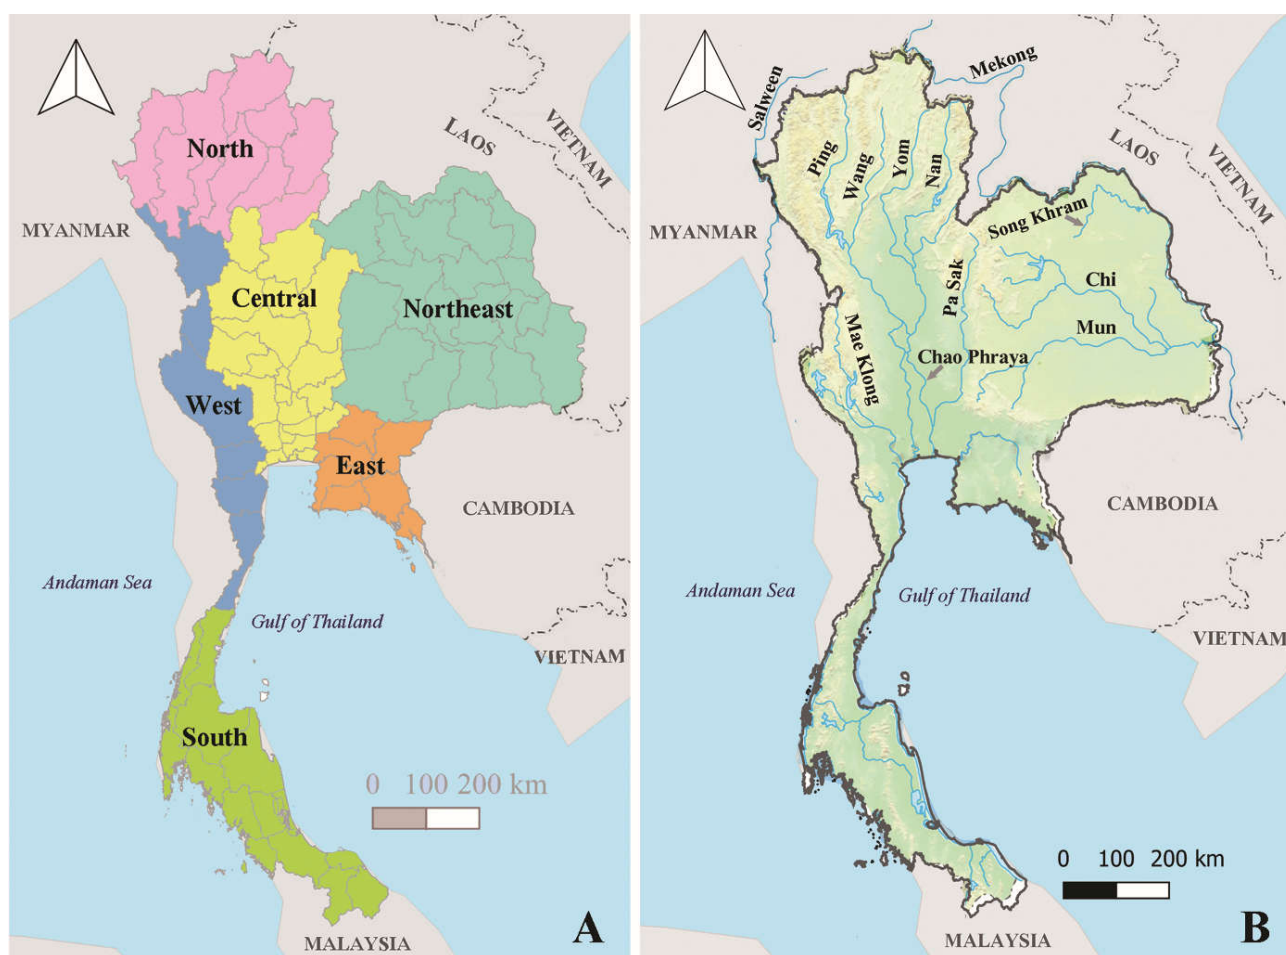 North
LAOS
VIETNAM
MYANMAR
Central
Northeast
West
East
CAMBODIA
Andaman Sea
Gulf of Thailand
VIETNAM
South
0 100 200 km
MALAYSIA
A
Salween
Mekong
Ping
Wang
Yom
Nan
LAOS
VIETNAM
MYANMAR
Song Khram
Pa Sak
Chi
Mun
Mae Klong
Chao Phraya
CAMBODIA
Andaman Sea
Gulf of Thailand
VIETNAM
0 100 200 km
MALAYSIA
B